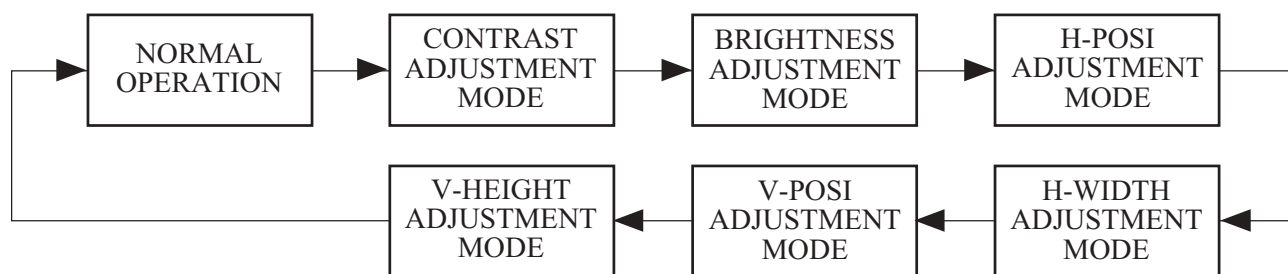 NORMAL
OPERATION
CONTRAST
ADJUSTMENT
MODE
BRIGHTNESS
ADJUSTMENT
MODE
H-POSI
ADJUSTMENT
MODE
V-HEIGHT
ADJUSTMENT
MODE
V-POSI
ADJUSTMENT
MODE
H-WIDTH
ADJUSTMENT
MODE